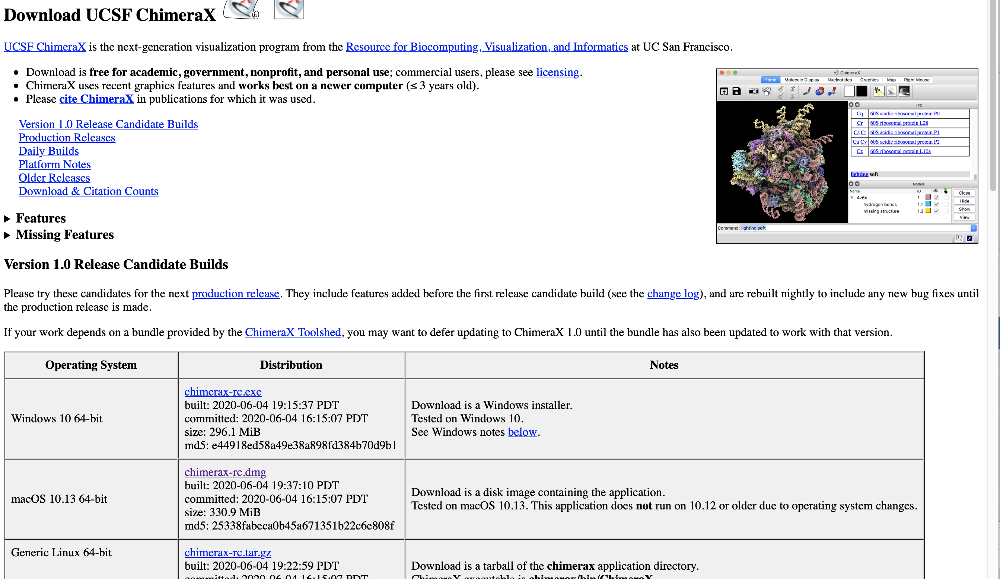 Download UCSF ChimeraX
UCSF ChimeraX is the next-generation visualization program from the Resource for Biocomputing, Visualization, and Informatics at UC San Francisco.
• Download is free for academic, government, nonprofit, and personal use; commercial users, please see licensing.
• ChimeraX uses recent graphics features and works best on a newer computer (≤ 3 years old).
• Please cite ChimeraX in publications for which it was used.
Version 1.0 Release Candidate Builds
Production Releases
Daily Builds
Platform Notes
Older Releases
Download & Citation Counts
ChimeraX
Home Molecule Display Nucleotides Graphics Map Right Mouse
Log
Cq 60S acidic ribosomal protein P0
Cr 60S ribosomal protein L28
Cs Ct 60S acidic ribosomal protein P1
Cu Cv 60S acidic ribosomal protein P2
Cz 60S ribosomal protein L10a
lighting soft
Models
Name ID
4v6x 1
hydrogen bonds 1.1
missing structure 1.2
Close
Hide
Show
View
Command: lighting soft
Features
Missing Features
Version 1.0 Release Candidate Builds
Please try these candidates for the next production release. They include features added before the first release candidate build (see the change log), and are rebuilt nightly to include any new bug fixes until
the production release is made.
If your work depends on a bundle provided by the ChimeraX Toolshed, you may want to defer updating to ChimeraX 1.0 until the bundle has also been updated to work with that version.
Operating System Distribution Notes
Windows 10 64-bit
chimerax-rc.exe
built: 2020-06-04 19:15:37 PDT
committed: 2020-06-04 16:15:07 PDT
size: 296.1 MiB
md5: e44918ed58a49e38a898fd384b70d9b1
Download is a Windows installer.
Tested on Windows 10.
See Windows notes below.
macOS 10.13 64-bit
chimerax-rc.dmg
built: 2020-06-04 19:37:10 PDT
committed: 2020-06-04 16:15:07 PDT
size: 330.9 MiB
md5: 25338fabeca0b45a671351b22c6e808f
Download is a disk image containing the application.
Tested on macOS 10.13. This application does not run on 10.12 or older due to operating system changes.
Generic Linux 64-bit
chimerax-rc.tar.gz
built: 2020-06-04 19:22:59 PDT
committed: 2020-06-04 16:15:07 PDT
Download is a tarball of the chimerax application directory.
ChimeraX executable is chimerax/bin/ChimeraX